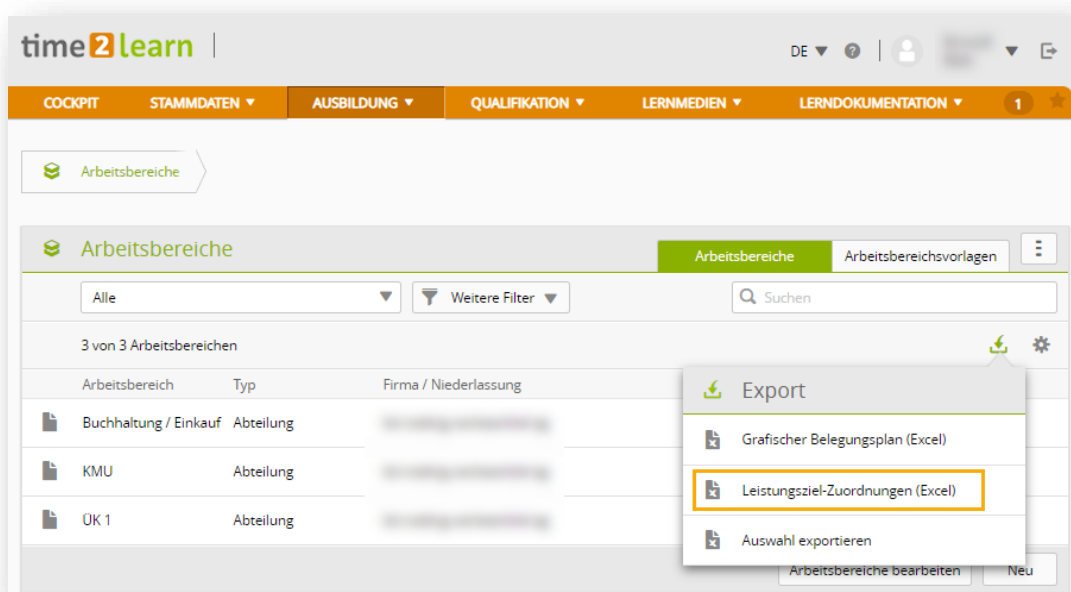 time2learn
DE
COCKPIT STAMMDATEN AUSBILDUNG QUALIFIKATION LERNMEDIEN LERNDOKUMENTATION 1
Arbeitsbereiche
Arbeitsbereiche Arbeitsbereiche Arbeitsbereichsvorlagen
Alle Weitere Filter Suchen
3 von 3 Arbeitsbereichen
Arbeitsbereich Typ Firma / Niederlassung
Export
Buchhaltung / Einkauf Abteilung
Grafischer Belegungsplan (Excel)
KMU Abteilung
Leistungsziel-Zuordnungen (Excel)
ÜK 1 Abteilung
Auswahl exportieren
Arbeitsbereiche bearbeiten Neu